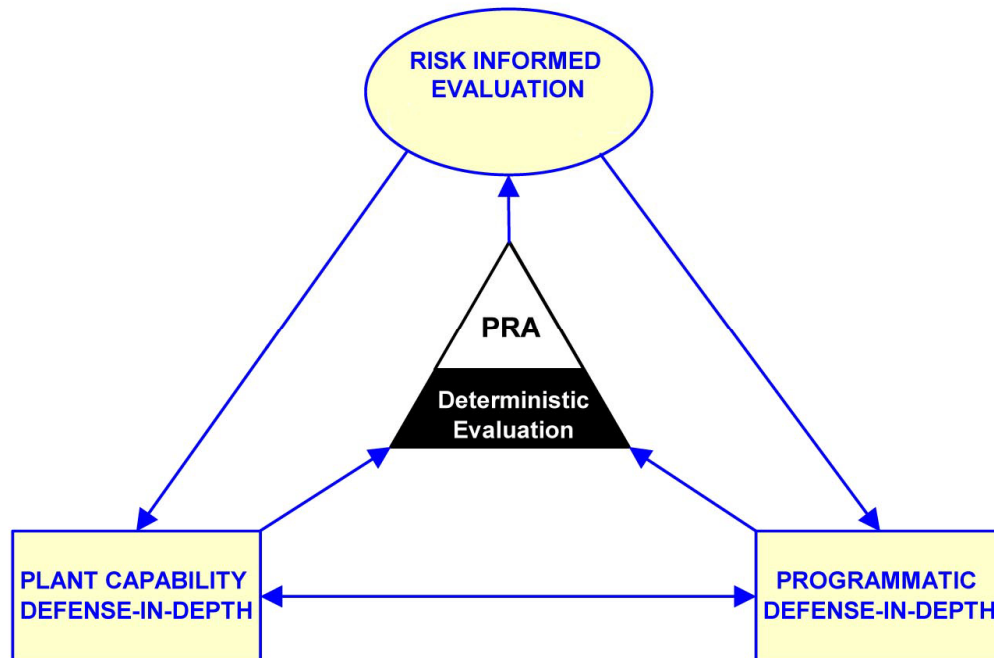 RISK INFORMED
EVALUATION
PRA
Deterministic
Evaluation
PLANT CAPABILITY
DEFENSE-IN-DEPTH
PROGRAMMATIC
DEFENSE-IN-DEPTH